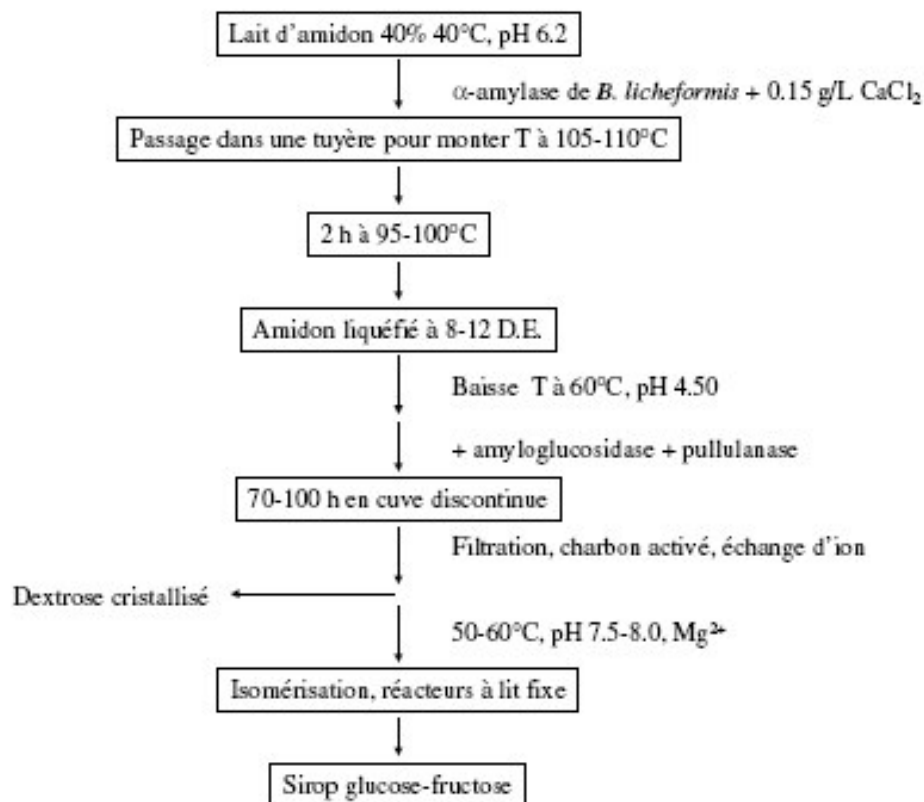 Lait d'amidon 40% 40°C, pH 6.2
α-amylase de B. licheformis + 0.15 g/L CaCl₂
Passage dans une tuyère pour monter T à 105-110°C
2 h à 95-100°C
Amidon liquéfié à 8-12 D.E.
Baisse T à 60°C, pH 4.50
+ amyloglucosidase + pullulanase
70-100 h en cuve discontinue
Filtration, charbon activé, échange d'ion
Dextrose cristallisé
50-60°C, pH 7.5-8.0, Mg²⁺
Isomérisation, réacteurs à lit fixe
Sirop glucose-fructose